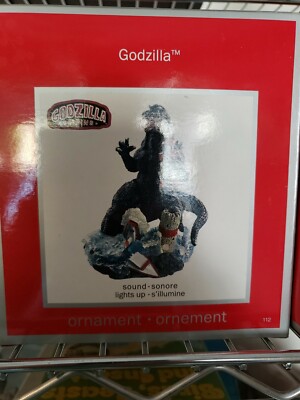 Godzilla™
GODZILLA
sound · sonore
lights up · s'illumine
ornament · ornement
112